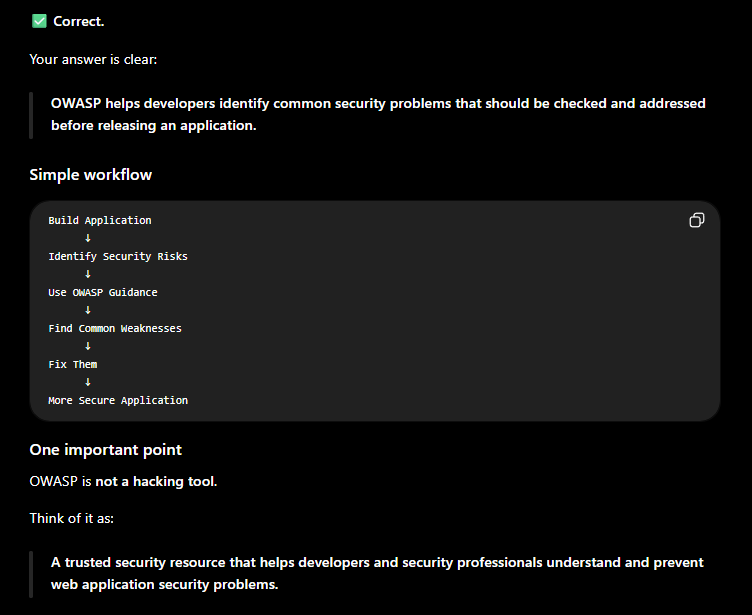 ✅ Correct.
Your answer is clear:
OWASP helps developers identify common security problems that should be checked and addressed
before releasing an application.
Simple workflow
Build Application
↓
Identify Security Risks
↓
Use OWASP Guidance
↓
Find Common Weaknesses
↓
Fix Them
↓
More Secure Application
One important point
OWASP is not a hacking tool.
Think of it as:
A trusted security resource that helps developers and security professionals understand and prevent
web application security problems.